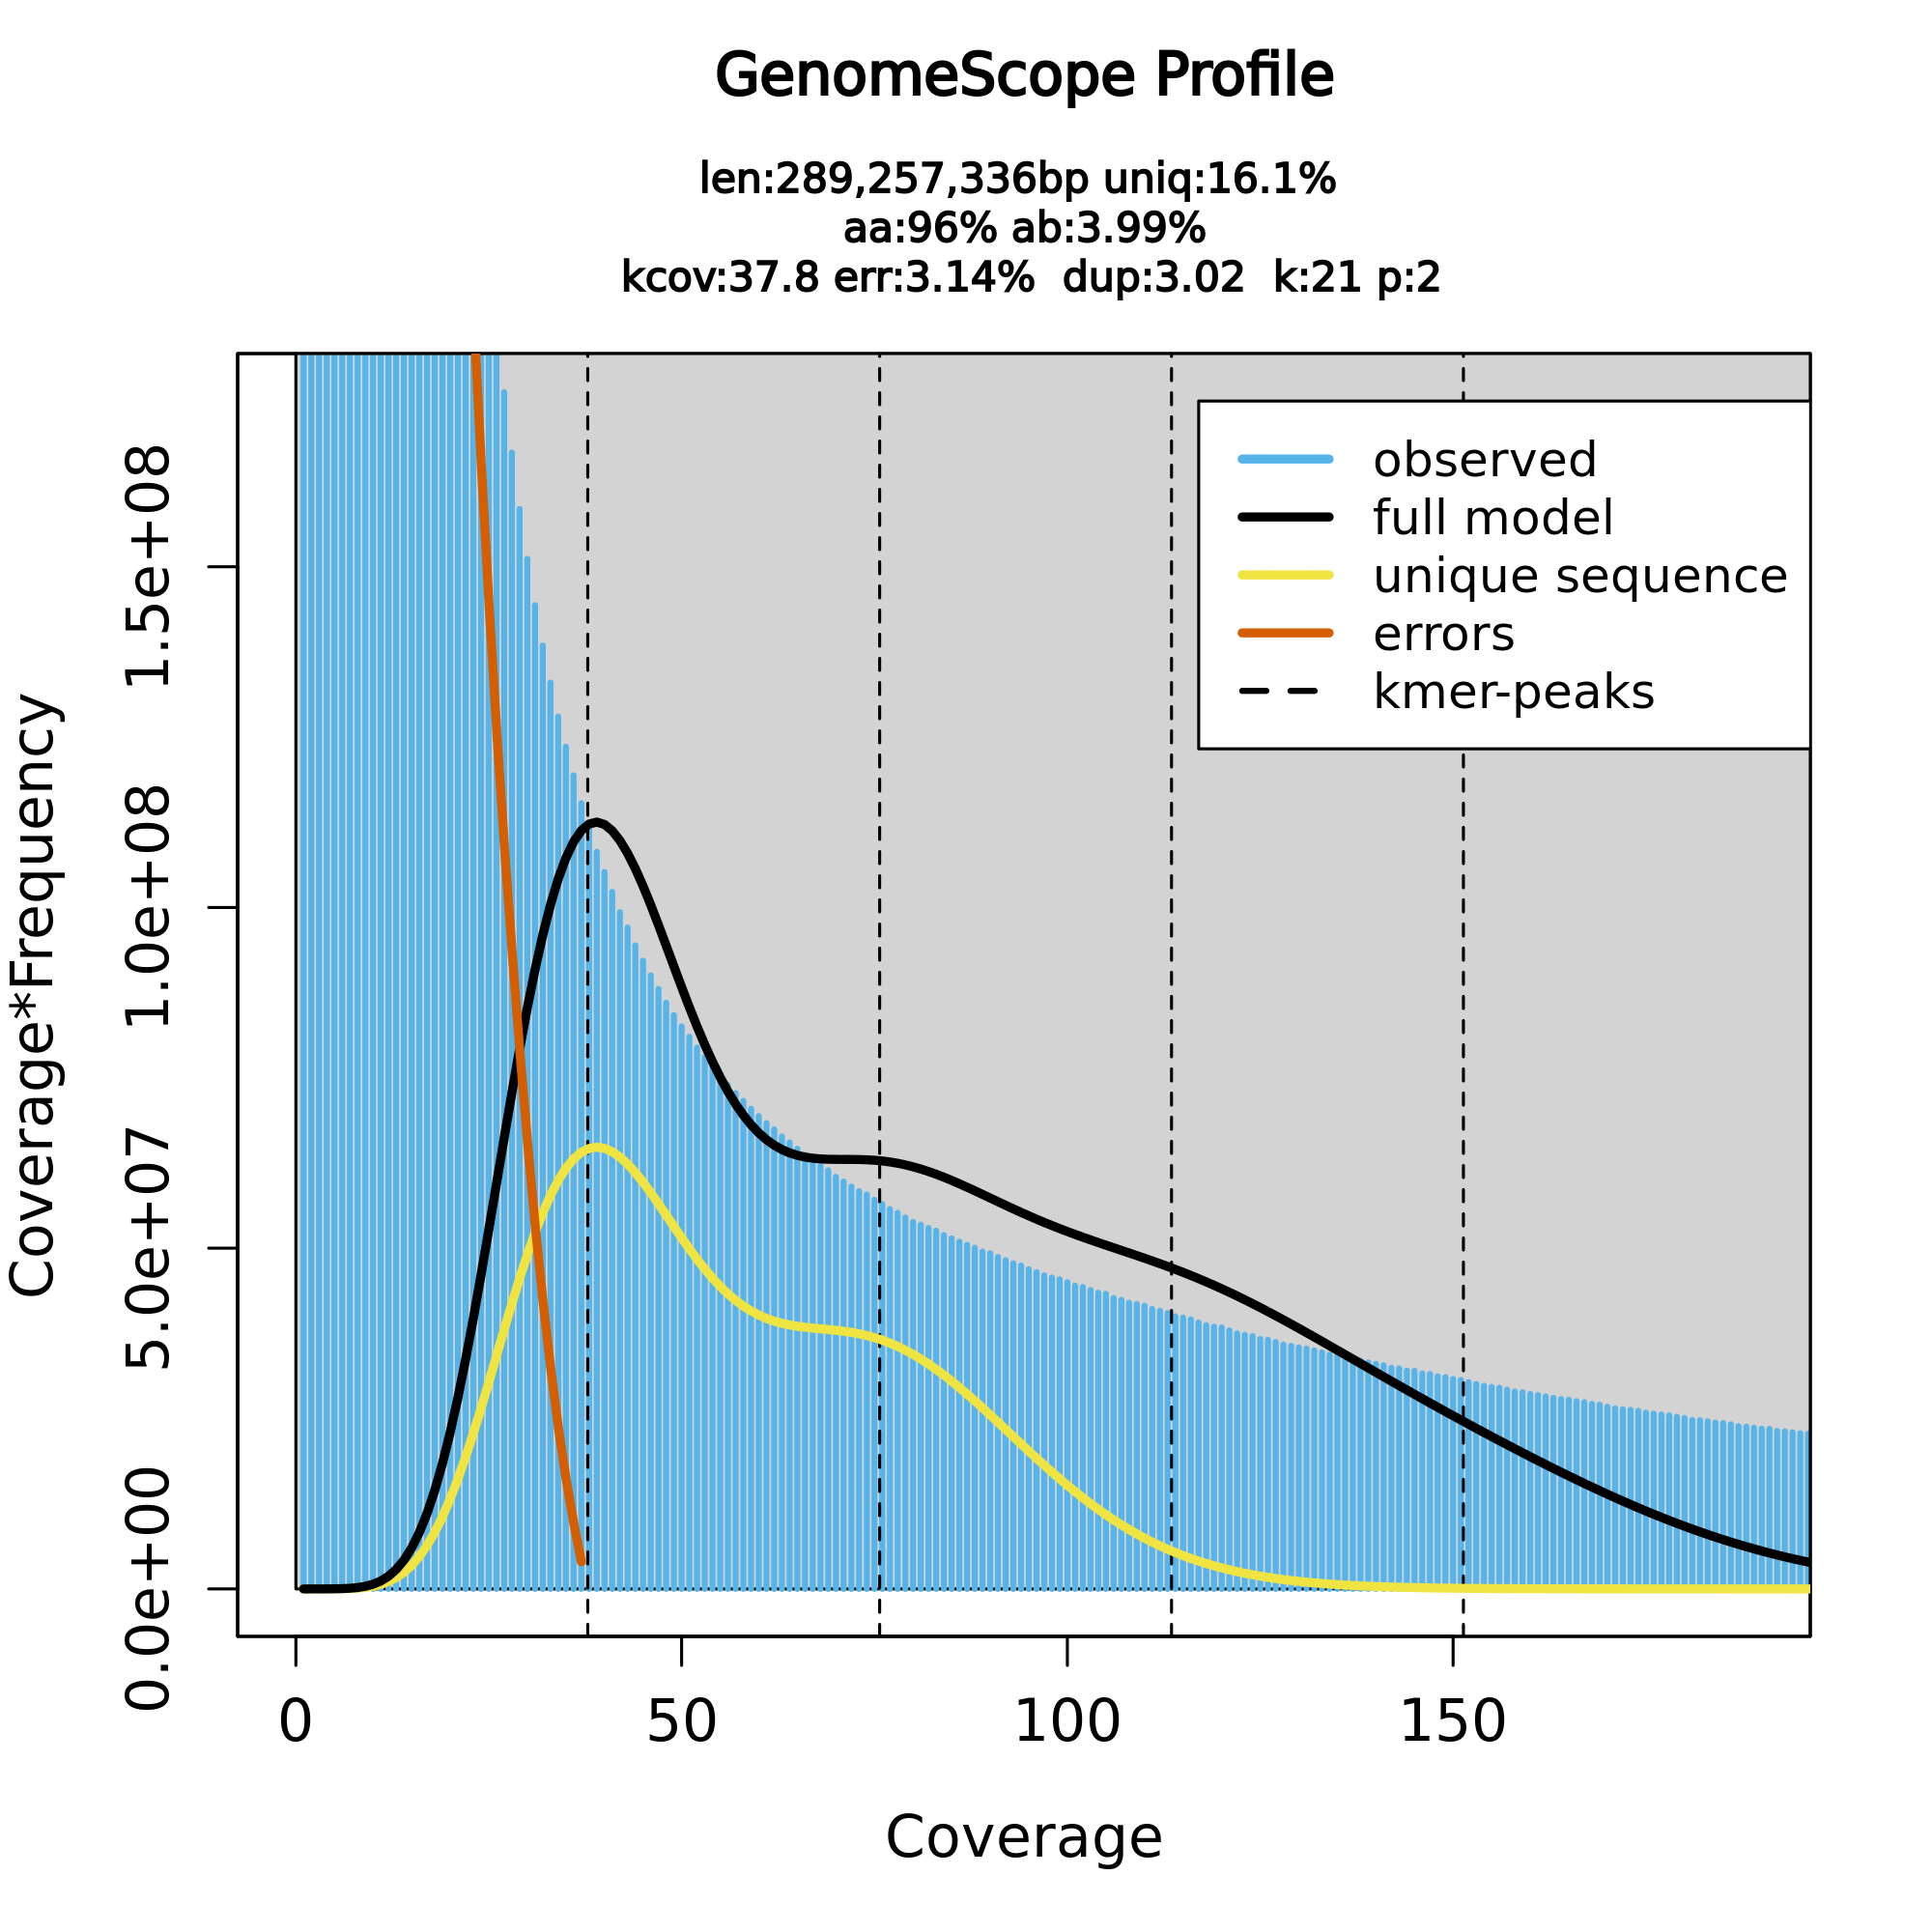 GenomeScope Profile
len:289,257,336bp uniq:16.1%
aa:96% ab:3.99%
kcov:37.8 err:3.14% dup:3.02 k:21 p:2
observed
full model
unique sequence
errors
kmer-peaks
Coverage*Frequency
1.5e+08
1.0e+08
5.0e+07
0.0e+00
0 50 100 150
Coverage